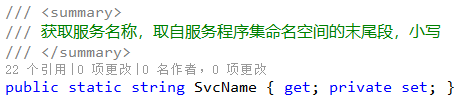 /// <summary>
/// 获取服务名称，取自服务程序集命名空间的末尾段，小写
/// </summary>
22 个引用|0 项更改|0 名作者，0 项更改
public static string SvcName { get; private set; }